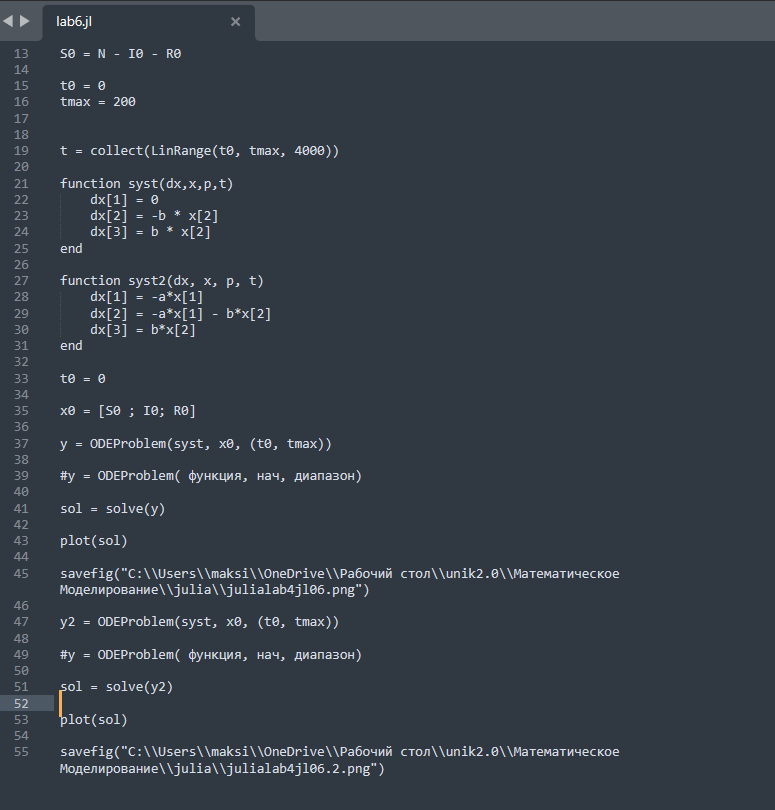 lab6.jl
13 S0 = N - I0 - R0
14
15 t0 = 0
16 tmax = 200
17
18
19 t = collect(LinRange(t0, tmax, 4000))
20
21 function syst(dx,x,p,t)
22     dx[1] = 0
23     dx[2] = -b * x[2]
24     dx[3] = b * x[2]
25 end
26
27 function syst2(dx, x, p, t)
28     dx[1] = -a*x[1]
29     dx[2] = -a*x[1] - b*x[2]
30     dx[3] = b*x[2]
31 end
32
33 t0 = 0
34
35 x0 = [S0 ; I0; R0]
36
37 y = ODEProblem(syst, x0, (t0, tmax))
38
39 #y = ODEProblem( функция, нач, диапазон)
40
41 sol = solve(y)
42
43 plot(sol)
44
45 savefig("C:\\Users\\maksi\\OneDrive\\Рабочий стол\\unik2.0\\Математическое
Моделирование\\julia\\julialab4jl06.png")
46
47 y2 = ODEProblem(syst, x0, (t0, tmax))
48
49 #y = ODEProblem( функция, нач, диапазон)
50
51 sol = solve(y2)
52
53 plot(sol)
54
55 savefig("C:\\Users\\maksi\\OneDrive\\Рабочий стол\\unik2.0\\Математическое
Моделирование\\julia\\julialab4jl06.2.png")